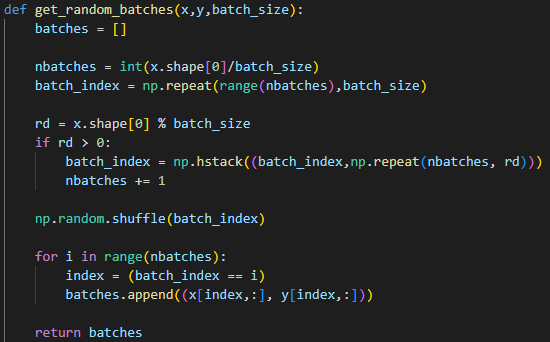 def get_random_batches(x,y,batch_size):
    batches = []

    nbatches = int(x.shape[0]/batch_size)
    batch_index = np.repeat(range(nbatches),batch_size)

    rd = x.shape[0] % batch_size
    if rd > 0:
        batch_index = np.hstack((batch_index,np.repeat(nbatches, rd)))
        nbatches += 1

    np.random.shuffle(batch_index)

    for i in range(nbatches):
        index = (batch_index == i)
        batches.append((x[index,:], y[index,:]))

    return batches